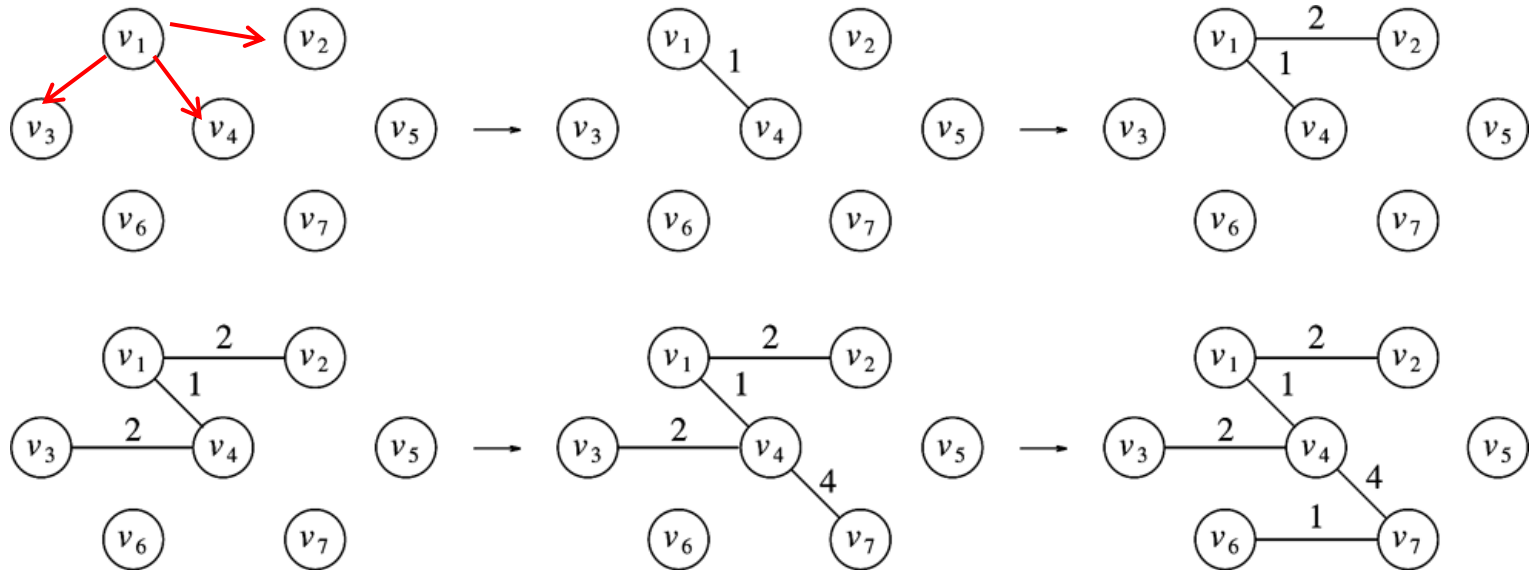 v1 v2 v1 v2 v1 2 v2
1 1
v3 v4 v5 v3 v4 v5 v3 v4 v5
v6 v7 v6 v7 v6 v7
v1 2 v2 v1 2 v2 v1 2 v2
1 1 1
v3 2 v4 v5 v3 2 v4 v5 v3 2 v4 v5
4 4
v6 v7 v6 v7 v6 1 v7